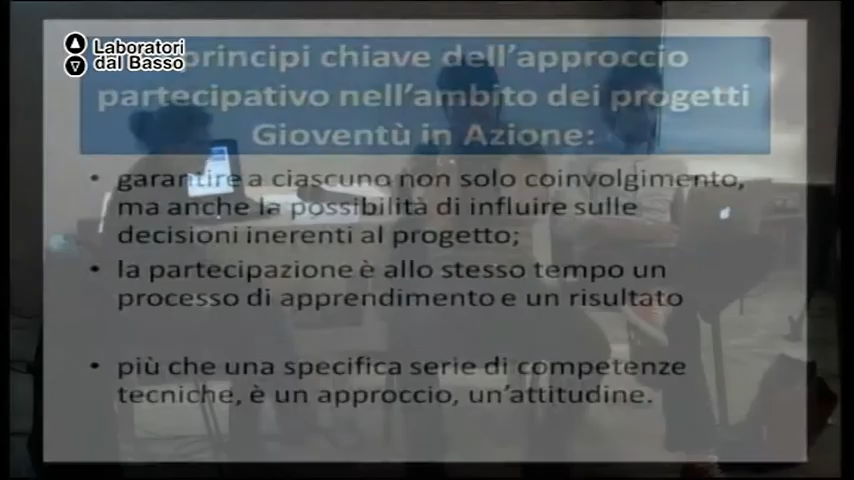 Laboratori
dal Basso
principi chiave dell'approccio
partecipativo nell'ambito dei progetti
Gioventù in Azione:
• garantire a ciascuno non solo coinvolgimento,
ma anche la possibilità di influire sulle
decisioni inerenti al progetto;
• la partecipazione è allo stesso tempo un
processo di apprendimento e un risultato
• più che una specifica serie di competenze
tecniche, è un approccio, un'attitudine.